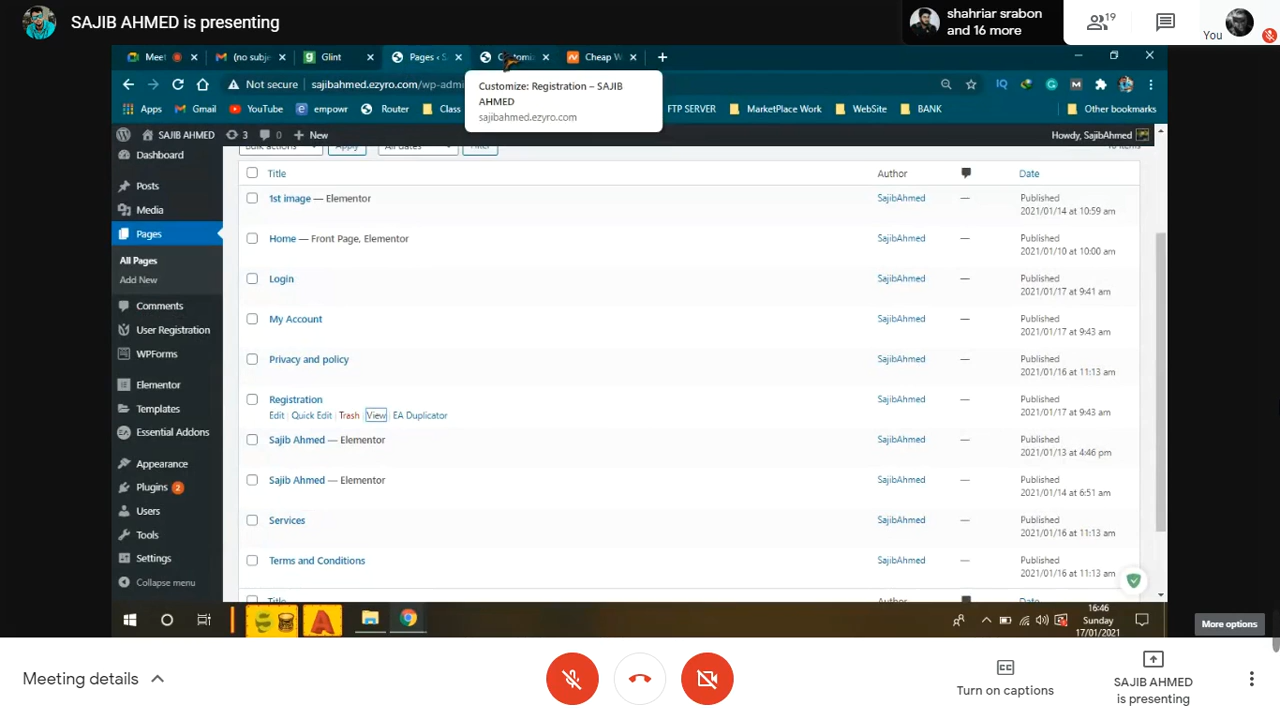 SAJIB AHMED is presenting
shahriar srabon
and 16 more
19
You
Meet
(no subje
Glint
Pages ‹ S
Customiz
Cheap W
Not secure
sajibahmed.ezyro.com/wp-admi
Customize: Registration – SAJIB
AHMED
sajibahmed.ezyro.com
Apps
Gmail
YouTube
empowr
Router
Class
FTP SERVER
MarketPlace Work
WebSite
BANK
Other bookmarks
SAJIB AHMED
3
0
New
Howdy, SajibAhmed
Dashboard
Posts
Media
Pages
All Pages
Add New
Comments
User Registration
WPForms
Elementor
Templates
Essential Addons
Appearance
Plugins 2
Users
Tools
Settings
Collapse menu
Bulk actions
Apply
All dates
Filter
Title
Author
Date
1st image — Elementor
SajibAhmed
—
Published
2021/01/14 at 10:59 am
Home — Front Page, Elementor
SajibAhmed
—
Published
2021/01/10 at 10:00 am
Login
SajibAhmed
—
Published
2021/01/17 at 9:41 am
My Account
SajibAhmed
—
Published
2021/01/17 at 9:43 am
Privacy and policy
SajibAhmed
—
Published
2021/01/16 at 11:13 am
Registration
Edit | Quick Edit | Trash | View | EA Duplicator
SajibAhmed
—
Published
2021/01/17 at 9:43 am
Sajib Ahmed — Elementor
SajibAhmed
—
Published
2021/01/13 at 4:46 pm
Sajib Ahmed — Elementor
SajibAhmed
—
Published
2021/01/14 at 6:51 am
Services
SajibAhmed
—
Published
2021/01/16 at 11:13 am
Terms and Conditions
SajibAhmed
—
Published
2021/01/16 at 11:13 am
Title
Author
Date
16:46
Sunday
17/01/2021
More options
Meeting details
Turn on captions
SAJIB AHMED
is presenting